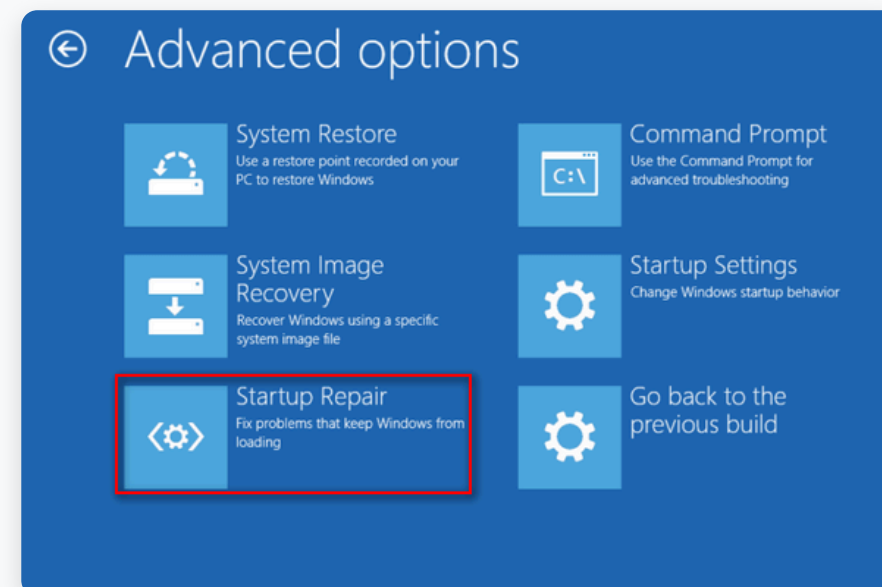 Advanced options
System Restore
Use a restore point recorded on your
PC to restore Windows
Command Prompt
Use the Command Prompt for
advanced troubleshooting
C:\
System Image
Recovery
Recover Windows using a specific
system image file
Startup Settings
Change Windows startup behavior
Startup Repair
Fix problems that keep Windows from
loading
Go back to the
previous build